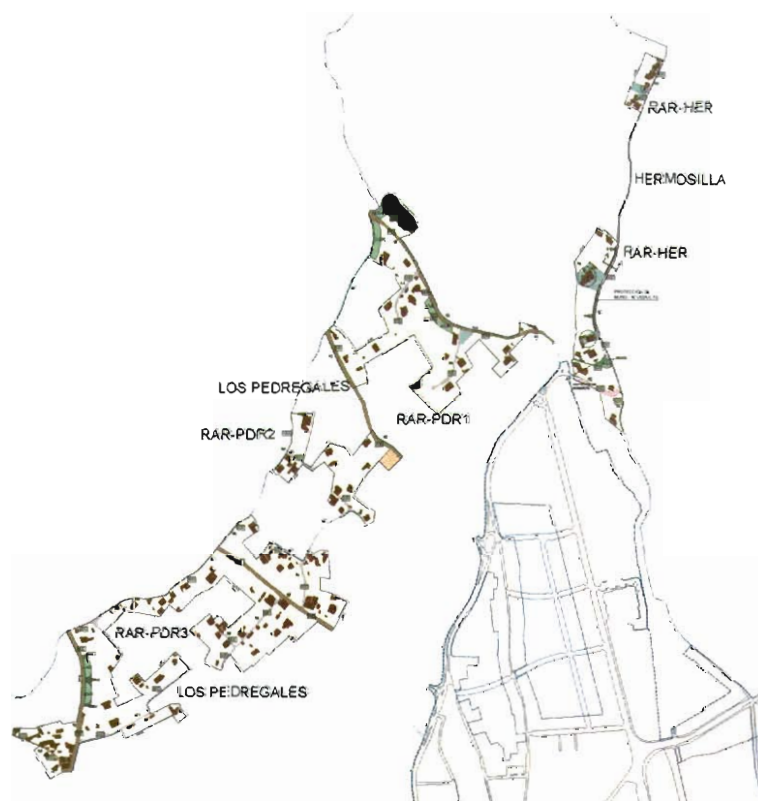 RAR-HER
HERMOSILLA
RAR-HER
LOS PEDREGALES
RAR-PDR1
RAR-PDR2
RAR-PDR3
LOS PEDREGALES